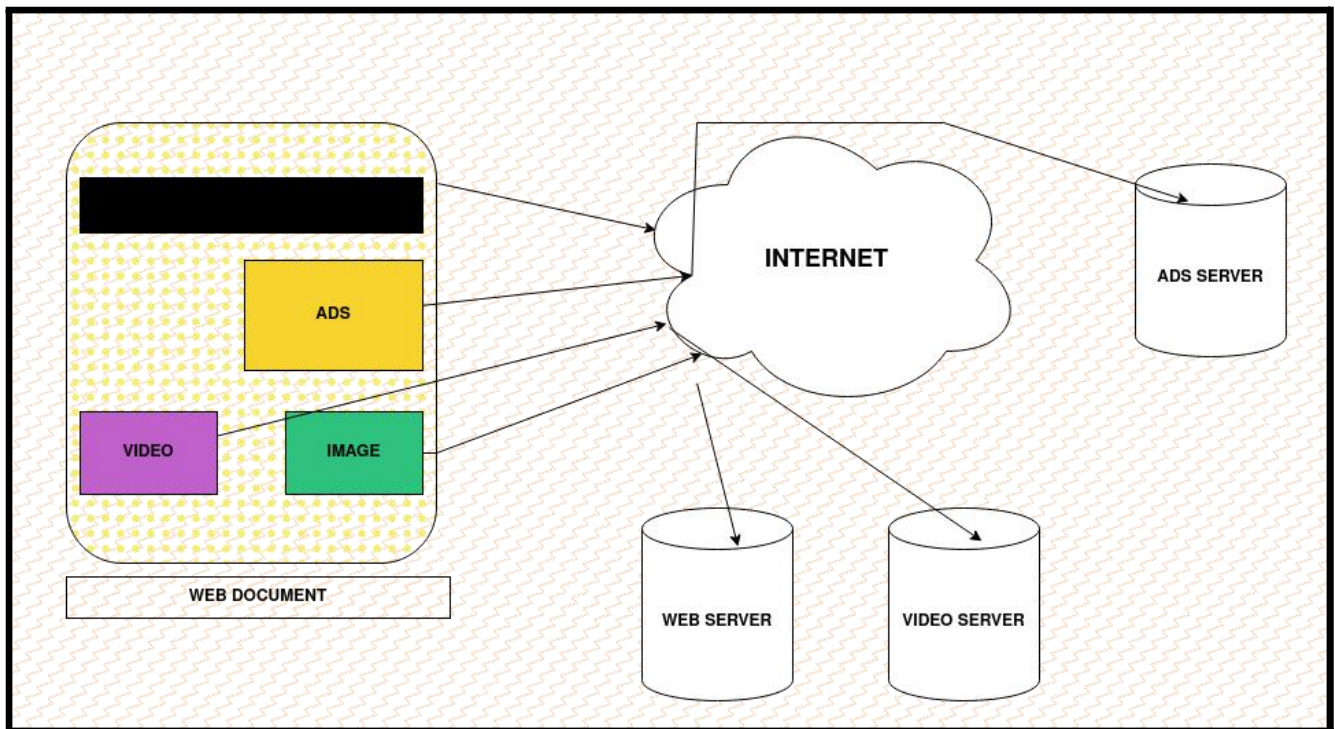 INTERNET
ADS SERVER
ADS
VIDEO
IMAGE
WEB DOCUMENT
WEB SERVER
VIDEO SERVER